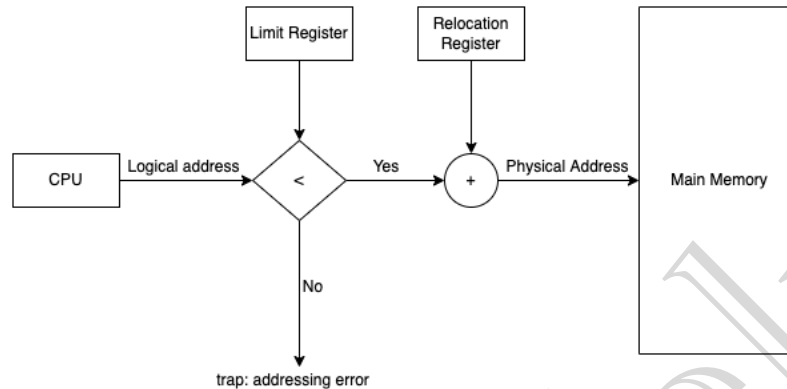 Limit Register
Relocation
Register
CPU
Logical address
<
Yes
+
Physical Address
Main Memory
No
trap: addressing error